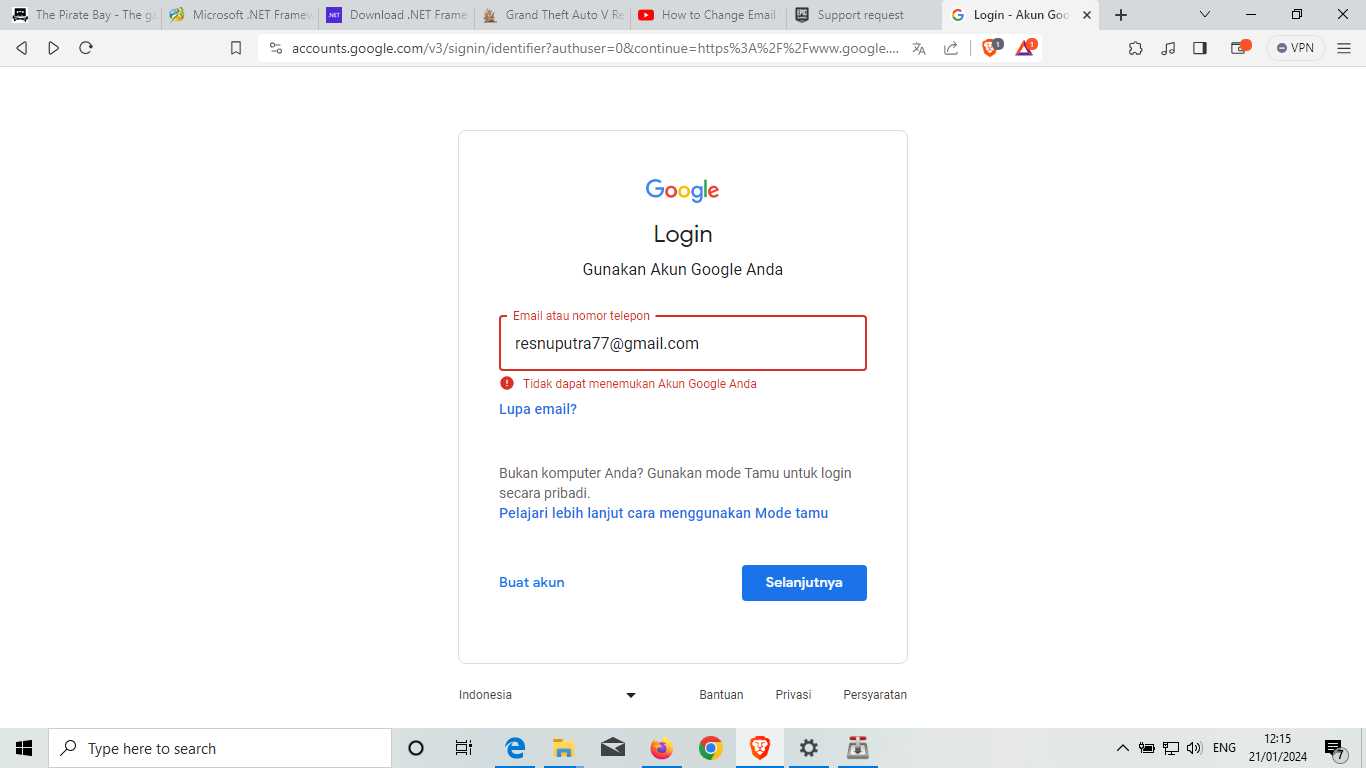 The Pirate Bay - The ga
Microsoft .NET Framew
Download .NET Frame
Grand Theft Auto V Re
How to Change Email
Support request
Login - Akun Goo
accounts.google.com/v3/signin/identifier?authuser=0&continue=https%3A%2F%2Fwww.google....
1
1
VPN
Google
Login
Gunakan Akun Google Anda
Email atau nomor telepon
resnuputra77@gmail.com
Tidak dapat menemukan Akun Google Anda
Lupa email?
Bukan komputer Anda? Gunakan mode Tamu untuk login
secara pribadi.
Pelajari lebih lanjut cara menggunakan Mode tamu
Buat akun
Selanjutnya
Indonesia
Bantuan
Privasi
Persyaratan
Type here to search
ENG
12:15
21/01/2024
7